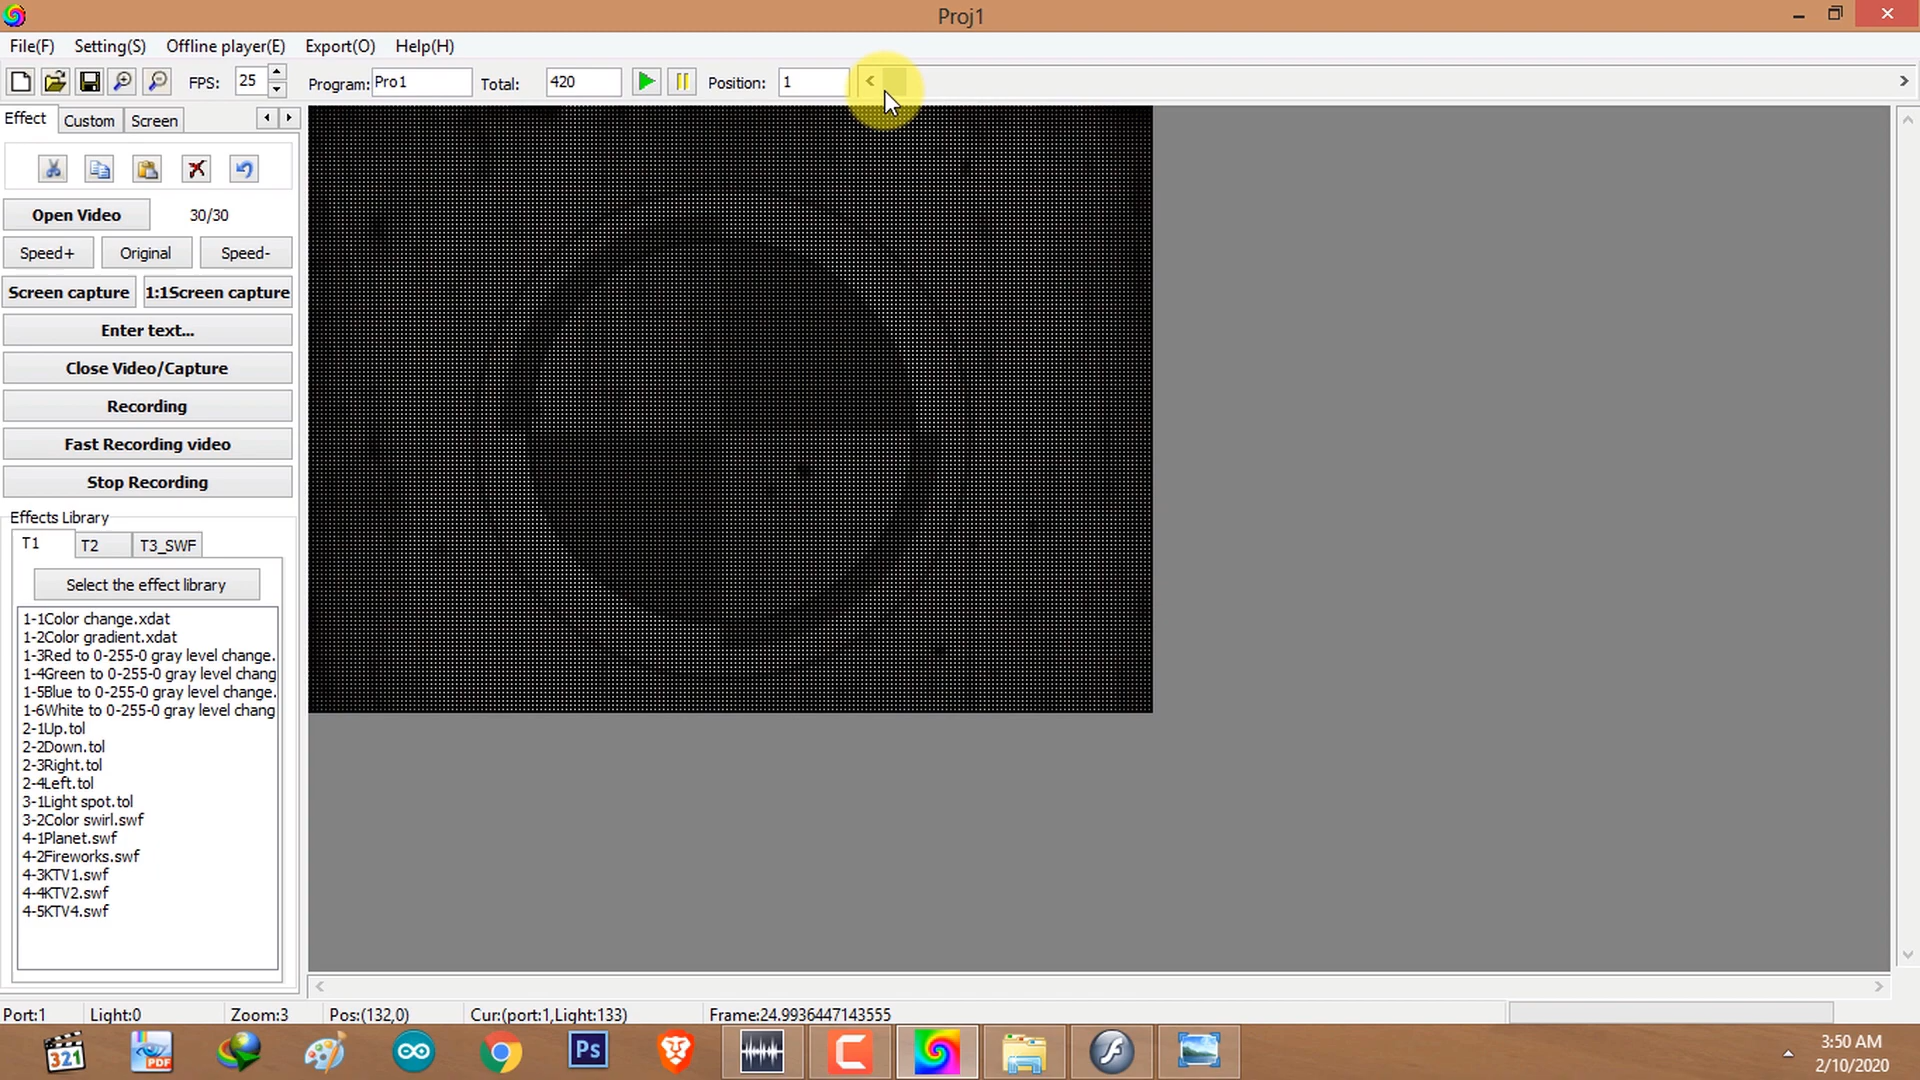 Proj1
File(F) Setting(S) Offline player(E) Export(O) Help(H)
FPS: 25 Program: Pro1 Total: 420 Position: 1
Effect Custom Screen
Open Video 30/30
Speed+ Original Speed-
Screen capture 1:1Screen capture
Enter text...
Close Video/Capture
Recording
Fast Recording video
Stop Recording
Effects Library
T1 T2 T3_SWF
Select the effect library
1-1Color change.xdat
1-2Color gradient.xdat
1-3Red to 0-255-0 gray level change.
1-4Green to 0-255-0 gray level chang
1-5Blue to 0-255-0 gray level change.
1-6White to 0-255-0 gray level chang
2-1Up.tol
2-2Down.tol
2-3Right.tol
2-4Left.tol
3-1Light spot.tol
3-2Color swirl.swf
4-1Planet.swf
4-2Fireworks.swf
4-3KTV1.swf
4-4KTV2.swf
4-5KTV4.swf
Port:1 Light:0 Zoom:3 Pos:(132,0) Cur:(port:1,Light:133) Frame:24.9936447143555
321 PDF Ps
3:50 AM
2/10/2020